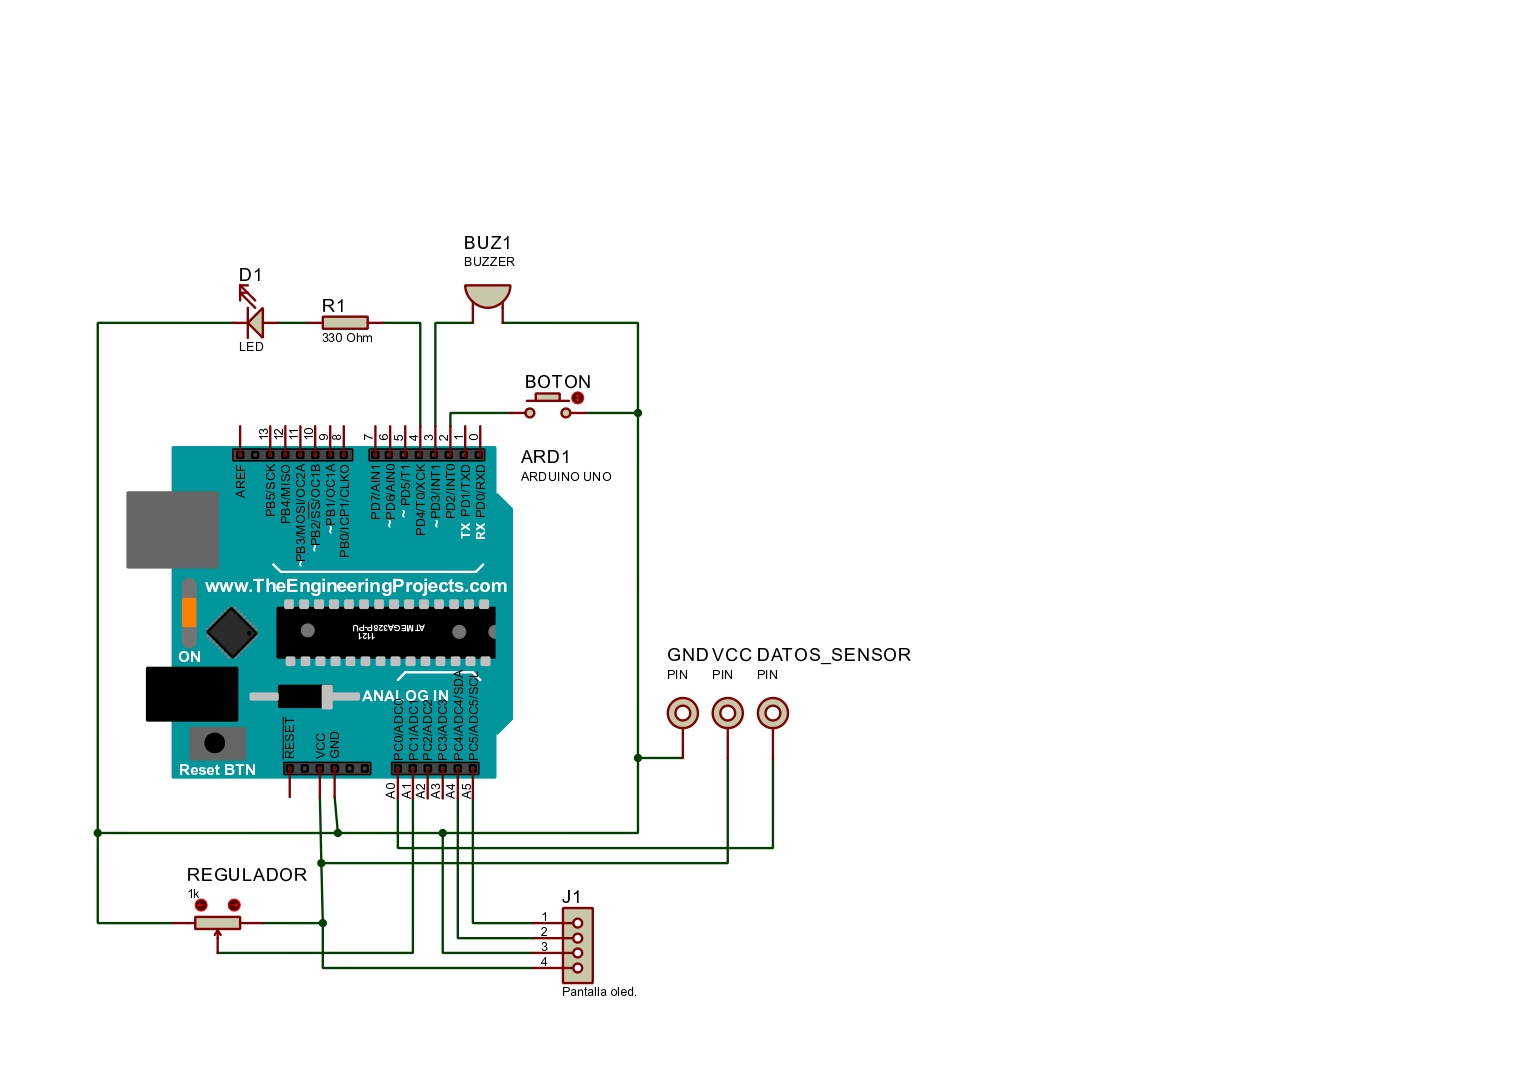 BUZ1
BUZZER
D1
R1
330 Ohm
LED
BOTON
ARD1
ARDUINO UNO
13
12
11
10
9
8
7
6
5
4
3
2
1
0
AREF
PB5/SCK
PB4/MISO
~PB3/MOSI/OC2A
~PB2/SS/OC1B
~PB1/OC1A
PB0/ICP1/CLKO
PD7/AIN1
~PD6/AIN0
~PD5/T1
PD4/T0/XCK
~PD3/INT1
PD2/INT0
TX PD1/TXD
RX PD0/RXD
www.TheEngineeringProjects.com
ATMEGA328P-PU
1121
ON
ANALOG IN
RESET
VCC
GND
PC0/ADC0
PC1/ADC1
PC2/ADC2
PC3/ADC3
PC4/ADC4/SDA
PC5/ADC5/SCL
Reset BTN
A0
A1
A2
A3
A4
A5
GND VCC DATOS_SENSOR
PIN PIN PIN
REGULADOR
1k
J1
1
2
3
4
Pantalla oled.